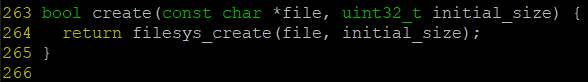 263 bool create(const char *file, uint32_t initial_size) {
264   return filesys_create(file, initial_size);
265 }
266